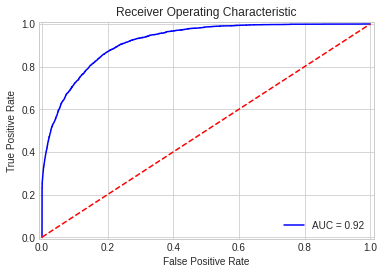 Receiver Operating Characteristic
True Positive Rate
1.0
0.8
0.6
0.4
0.2
0.0
AUC = 0.92
0.0 0.2 0.4 0.6 0.8 1.0
False Positive Rate